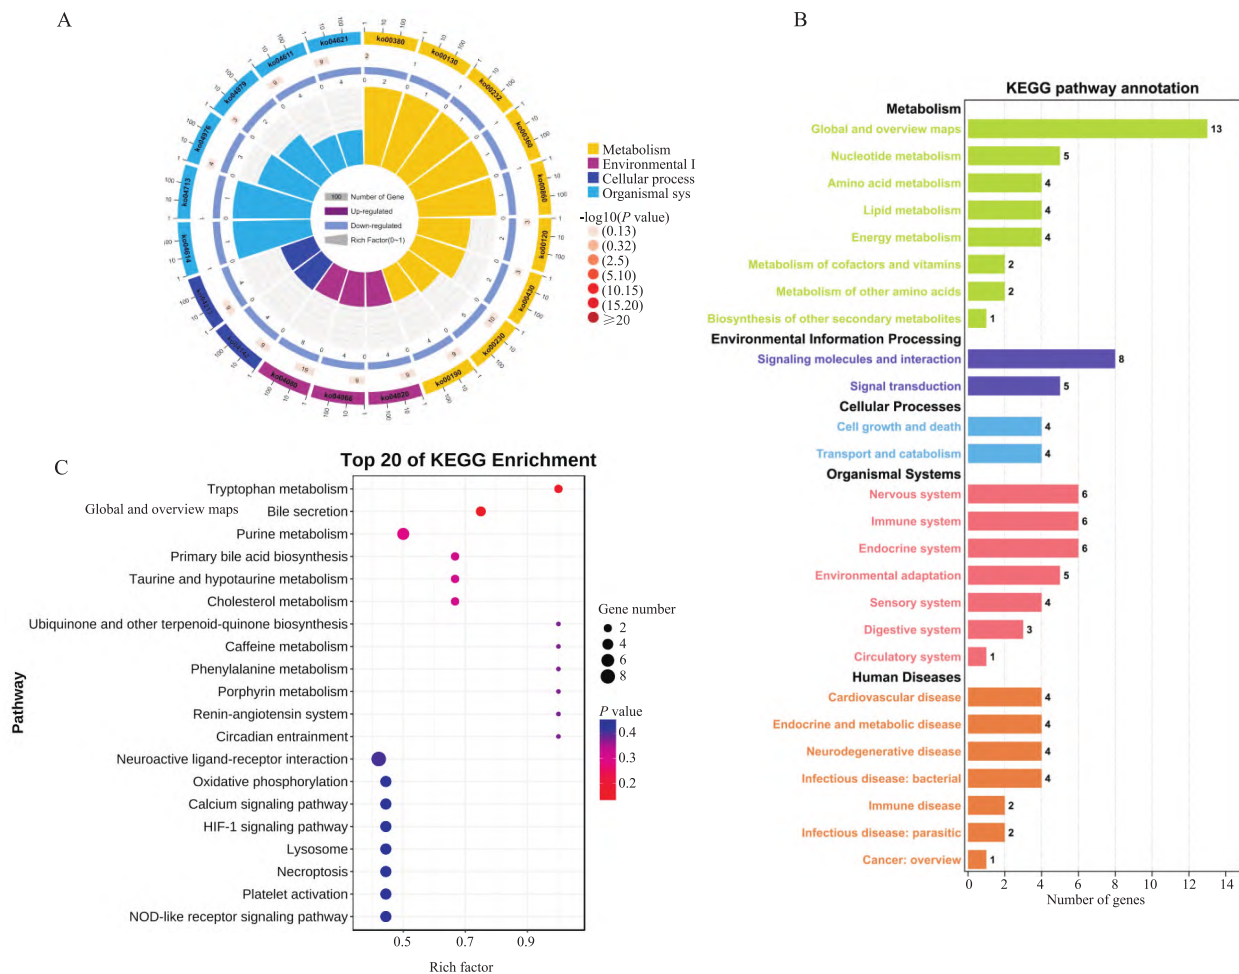 A
ko04621
ko00380
ko00130
ko00232
ko00360
ko00860
ko00120
ko00430
ko00230
ko00190
ko04020
ko04066
ko04080
ko04614
ko04713
ko04976
ko04979
ko04611
100 Number of Gene
Up-regulated
Down-regulated
Rich Factor(0~1)
Metabolism
Environmental I
Cellular process
Organismal sys
-log10(P value)
(0.13)
(0.32)
(2.5)
(5.10)
(10.15)
(15.20)
⩾20
B
KEGG pathway annotation
Metabolism
Global and overview maps 13
Nucleotide metabolism 5
Amino acid metabolism 4
Lipid metabolism 4
Energy metabolism 4
Metabolism of cofactors and vitamins 2
Metabolism of other amino acids 2
Biosynthesis of other secondary metabolites 1
Environmental Information Processing
Signaling molecules and interaction 8
Signal transduction 5
Cellular Processes
Cell growth and death 4
Transport and catabolism 4
Organismal Systems
Nervous system 6
Immune system 6
Endocrine system 6
Environmental adaptation 5
Sensory system 4
Digestive system 3
Circulatory system 1
Human Diseases
Cardiovascular disease 4
Endocrine and metabolic disease 4
Neurodegenerative disease 4
Infectious disease: bacterial 4
Immune disease 2
Infectious disease: parasitic 2
Cancer: overview 1
0 2 4 6 8 10 12 14
Number of genes
C
Top 20 of KEGG Enrichment
Tryptophan metabolism
Global and overview maps
Bile secretion
Purine metabolism
Primary bile acid biosynthesis
Taurine and hypotaurine metabolism
Cholesterol metabolism
Ubiquinone and other terpenoid-quinone biosynthesis
Caffeine metabolism
Phenylalanine metabolism
Porphyrin metabolism
Renin-angiotensin system
Circadian entrainment
Neuroactive ligand-receptor interaction
Oxidative phosphorylation
Calcium signaling pathway
HIF-1 signaling pathway
Lysosome
Necroptosis
Platelet activation
NOD-like receptor signaling pathway
Pathway
0.5 0.7 0.9
Rich factor
Gene number
2
4
6
8
P value
0.4
0.3
0.2